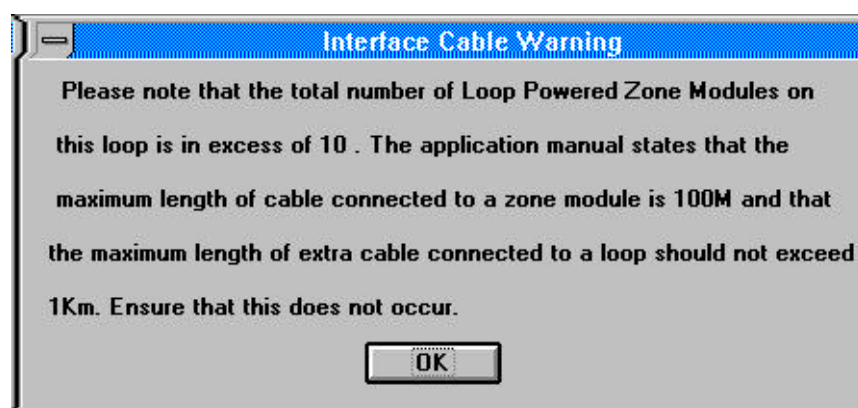 Interface Cable Warning
Please note that the total number of Loop Powered Zone Modules on
this loop is in excess of 10 . The application manual states that the
maximum length of cable connected to a zone module is 100M and that
the maximum length of extra cable connected to a loop should not exceed
1Km. Ensure that this does not occur.
OK